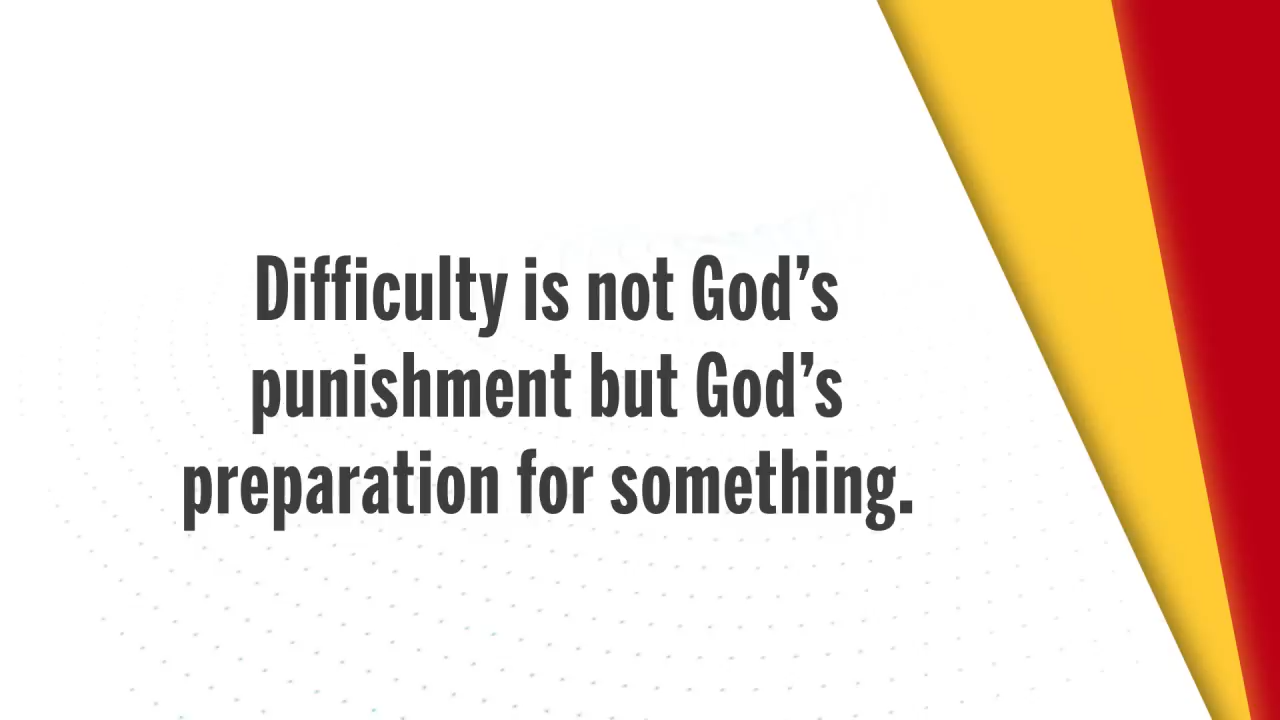 Difficulty is not God’s
punishment but God’s
preparation for something.